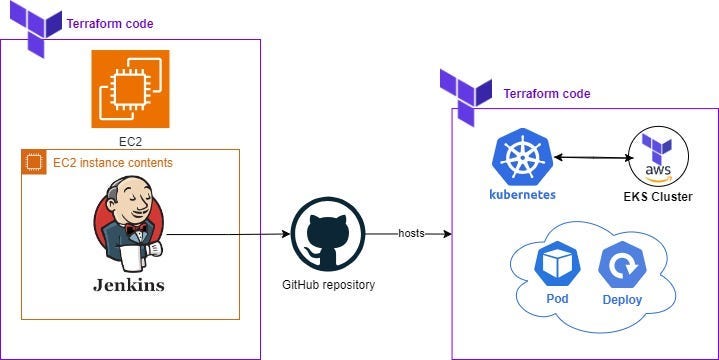 Terraform code
EC2
EC2 instance contents
Jenkins
GitHub repository
hosts
Terraform code
kubernetes
aws
EKS Cluster
Pod
Deploy